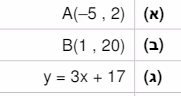 (א) A(–5 , 2)
(ב) B(1 , 20)
(ג) y = 3x + 17